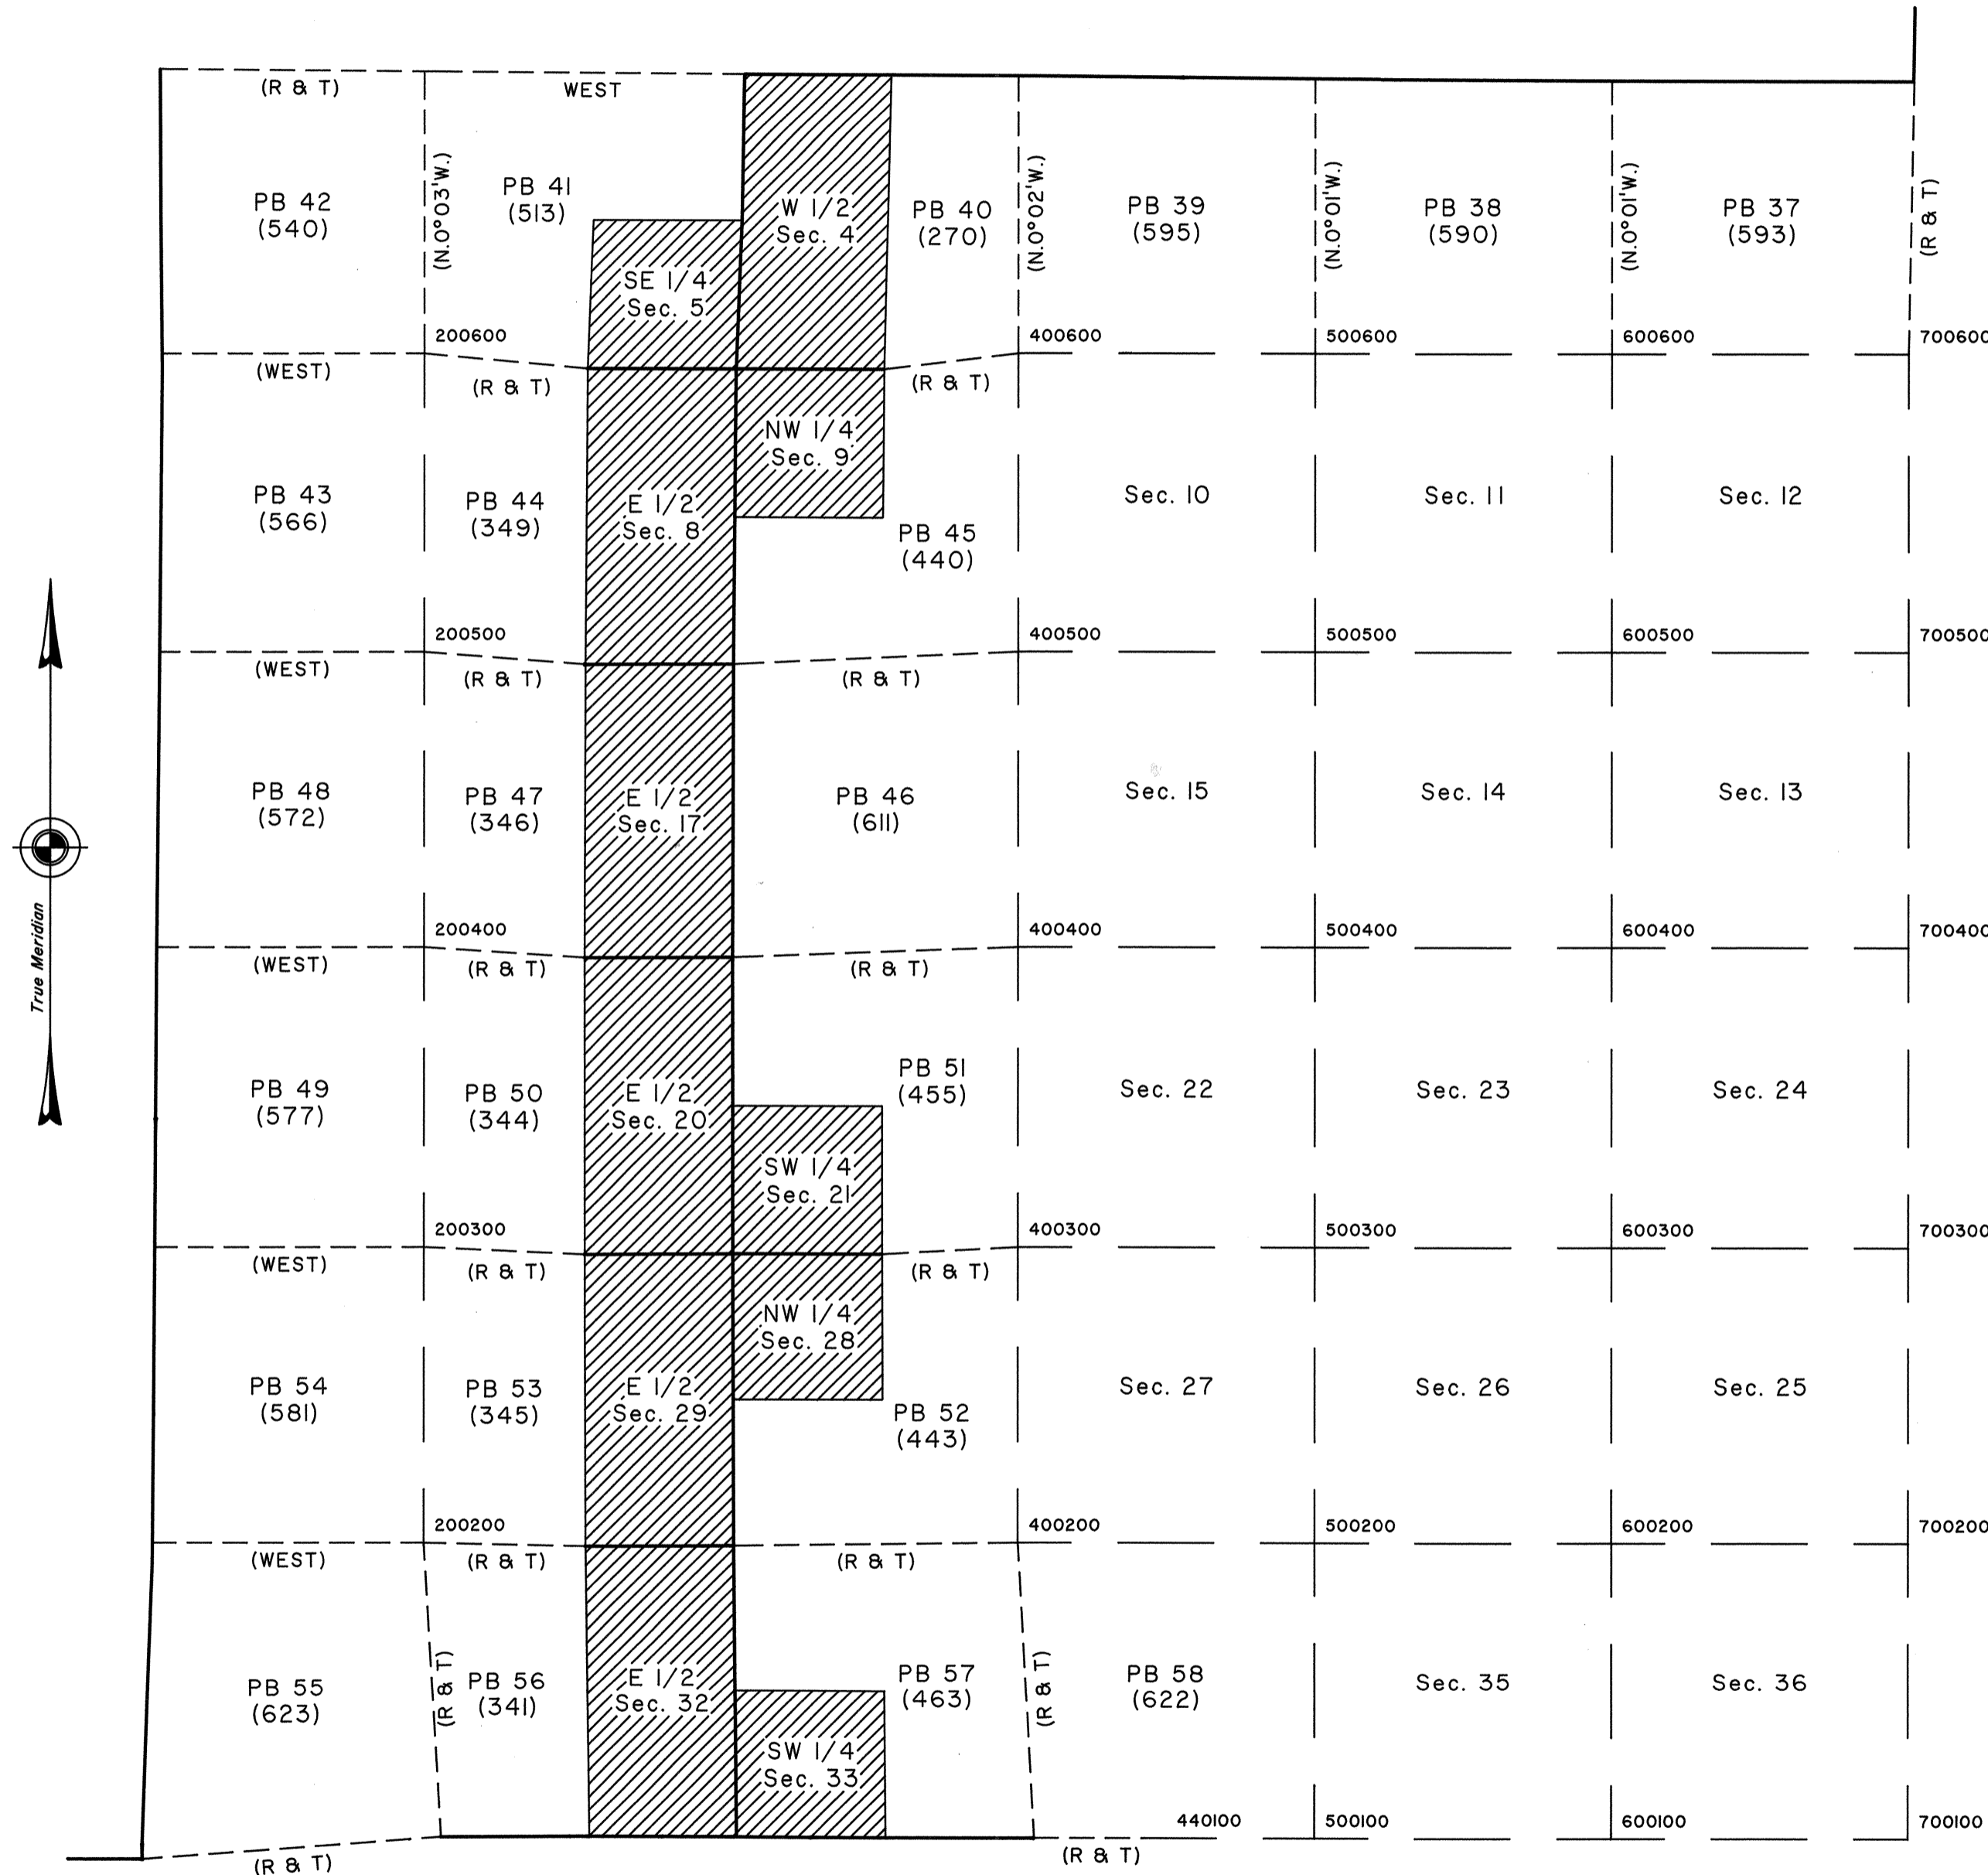 (R & T)
WEST
PB 42
(540)
(N.0°03'W.)
PB 41
(513)
W 1/2
Sec. 4
PB 40
(270)
(N.0°02'W.)
PB 39
(595)
(N.0°01'W.)
PB 38
(590)
(N.0°01'W.)
PB 37
(593)
(R & T)
SE 1/4
Sec. 5
200600
400600
500600
600600
700600
(WEST)
(R & T)
(R & T)
NW 1/4
Sec. 9
PB 43
(566)
PB 44
(349)
E 1/2
Sec. 8
PB 45
(440)
Sec. 10
Sec. 11
Sec. 12
200500
400500
500500
600500
700500
(WEST)
(R & T)
(R & T)
PB 48
(572)
PB 47
(346)
E 1/2
Sec. 17
PB 46
(611)
Sec. 15
Sec. 14
Sec. 13
True Meridian
200400
400400
500400
600400
700400
(WEST)
(R & T)
(R & T)
PB 49
(577)
PB 50
(344)
E 1/2
Sec. 20
PB 51
(455)
Sec. 22
Sec. 23
Sec. 24
SW 1/4
Sec. 21
200300
400300
500300
600300
700300
(WEST)
(R & T)
(R & T)
NW 1/4
Sec. 28
PB 54
(581)
PB 53
(345)
E 1/2
Sec. 29
PB 52
(443)
Sec. 27
Sec. 26
Sec. 25
200200
400200
500200
600200
700200
(WEST)
(R & T)
(R & T)
PB 55
(623)
(R & T)
PB 56
(341)
E 1/2
Sec. 32
PB 57
(463)
(R & T)
PB 58
(622)
Sec. 35
Sec. 36
SW 1/4
Sec. 33
440100
500100
600100
700100
(R & T)
(R & T)